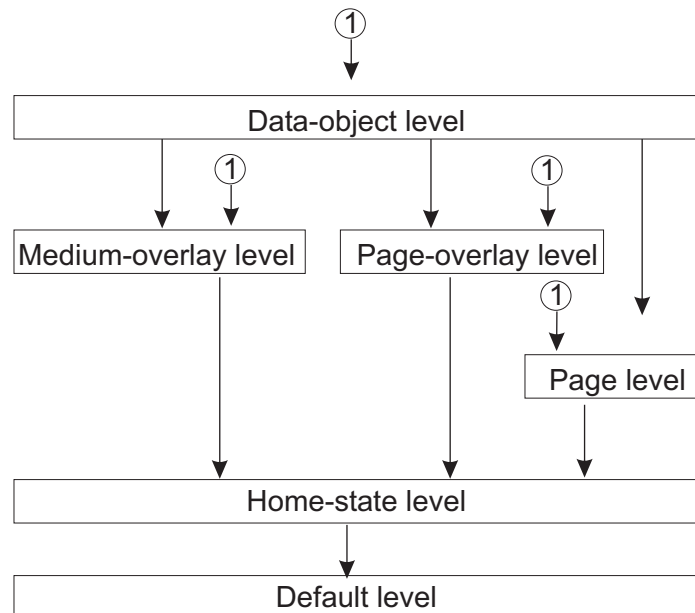 1
Data-object level
1
1
Medium-overlay level
Page-overlay level
1
Page level
Home-state level
Default level